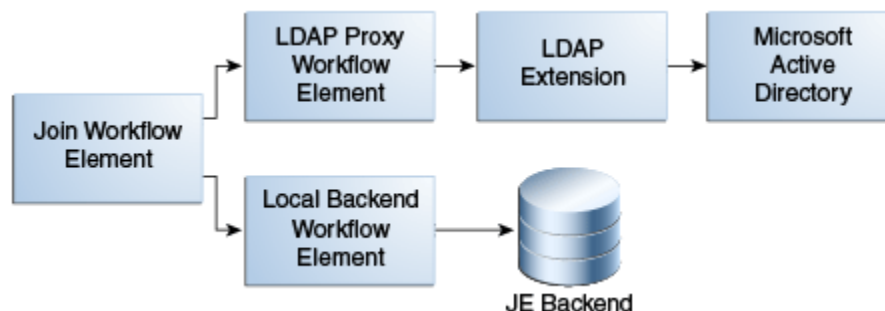 Join Workflow
Element
LDAP Proxy
Workflow
Element
LDAP
Extension
Microsoft
Active
Directory
Local Backend
Workflow
Element
JE Backend